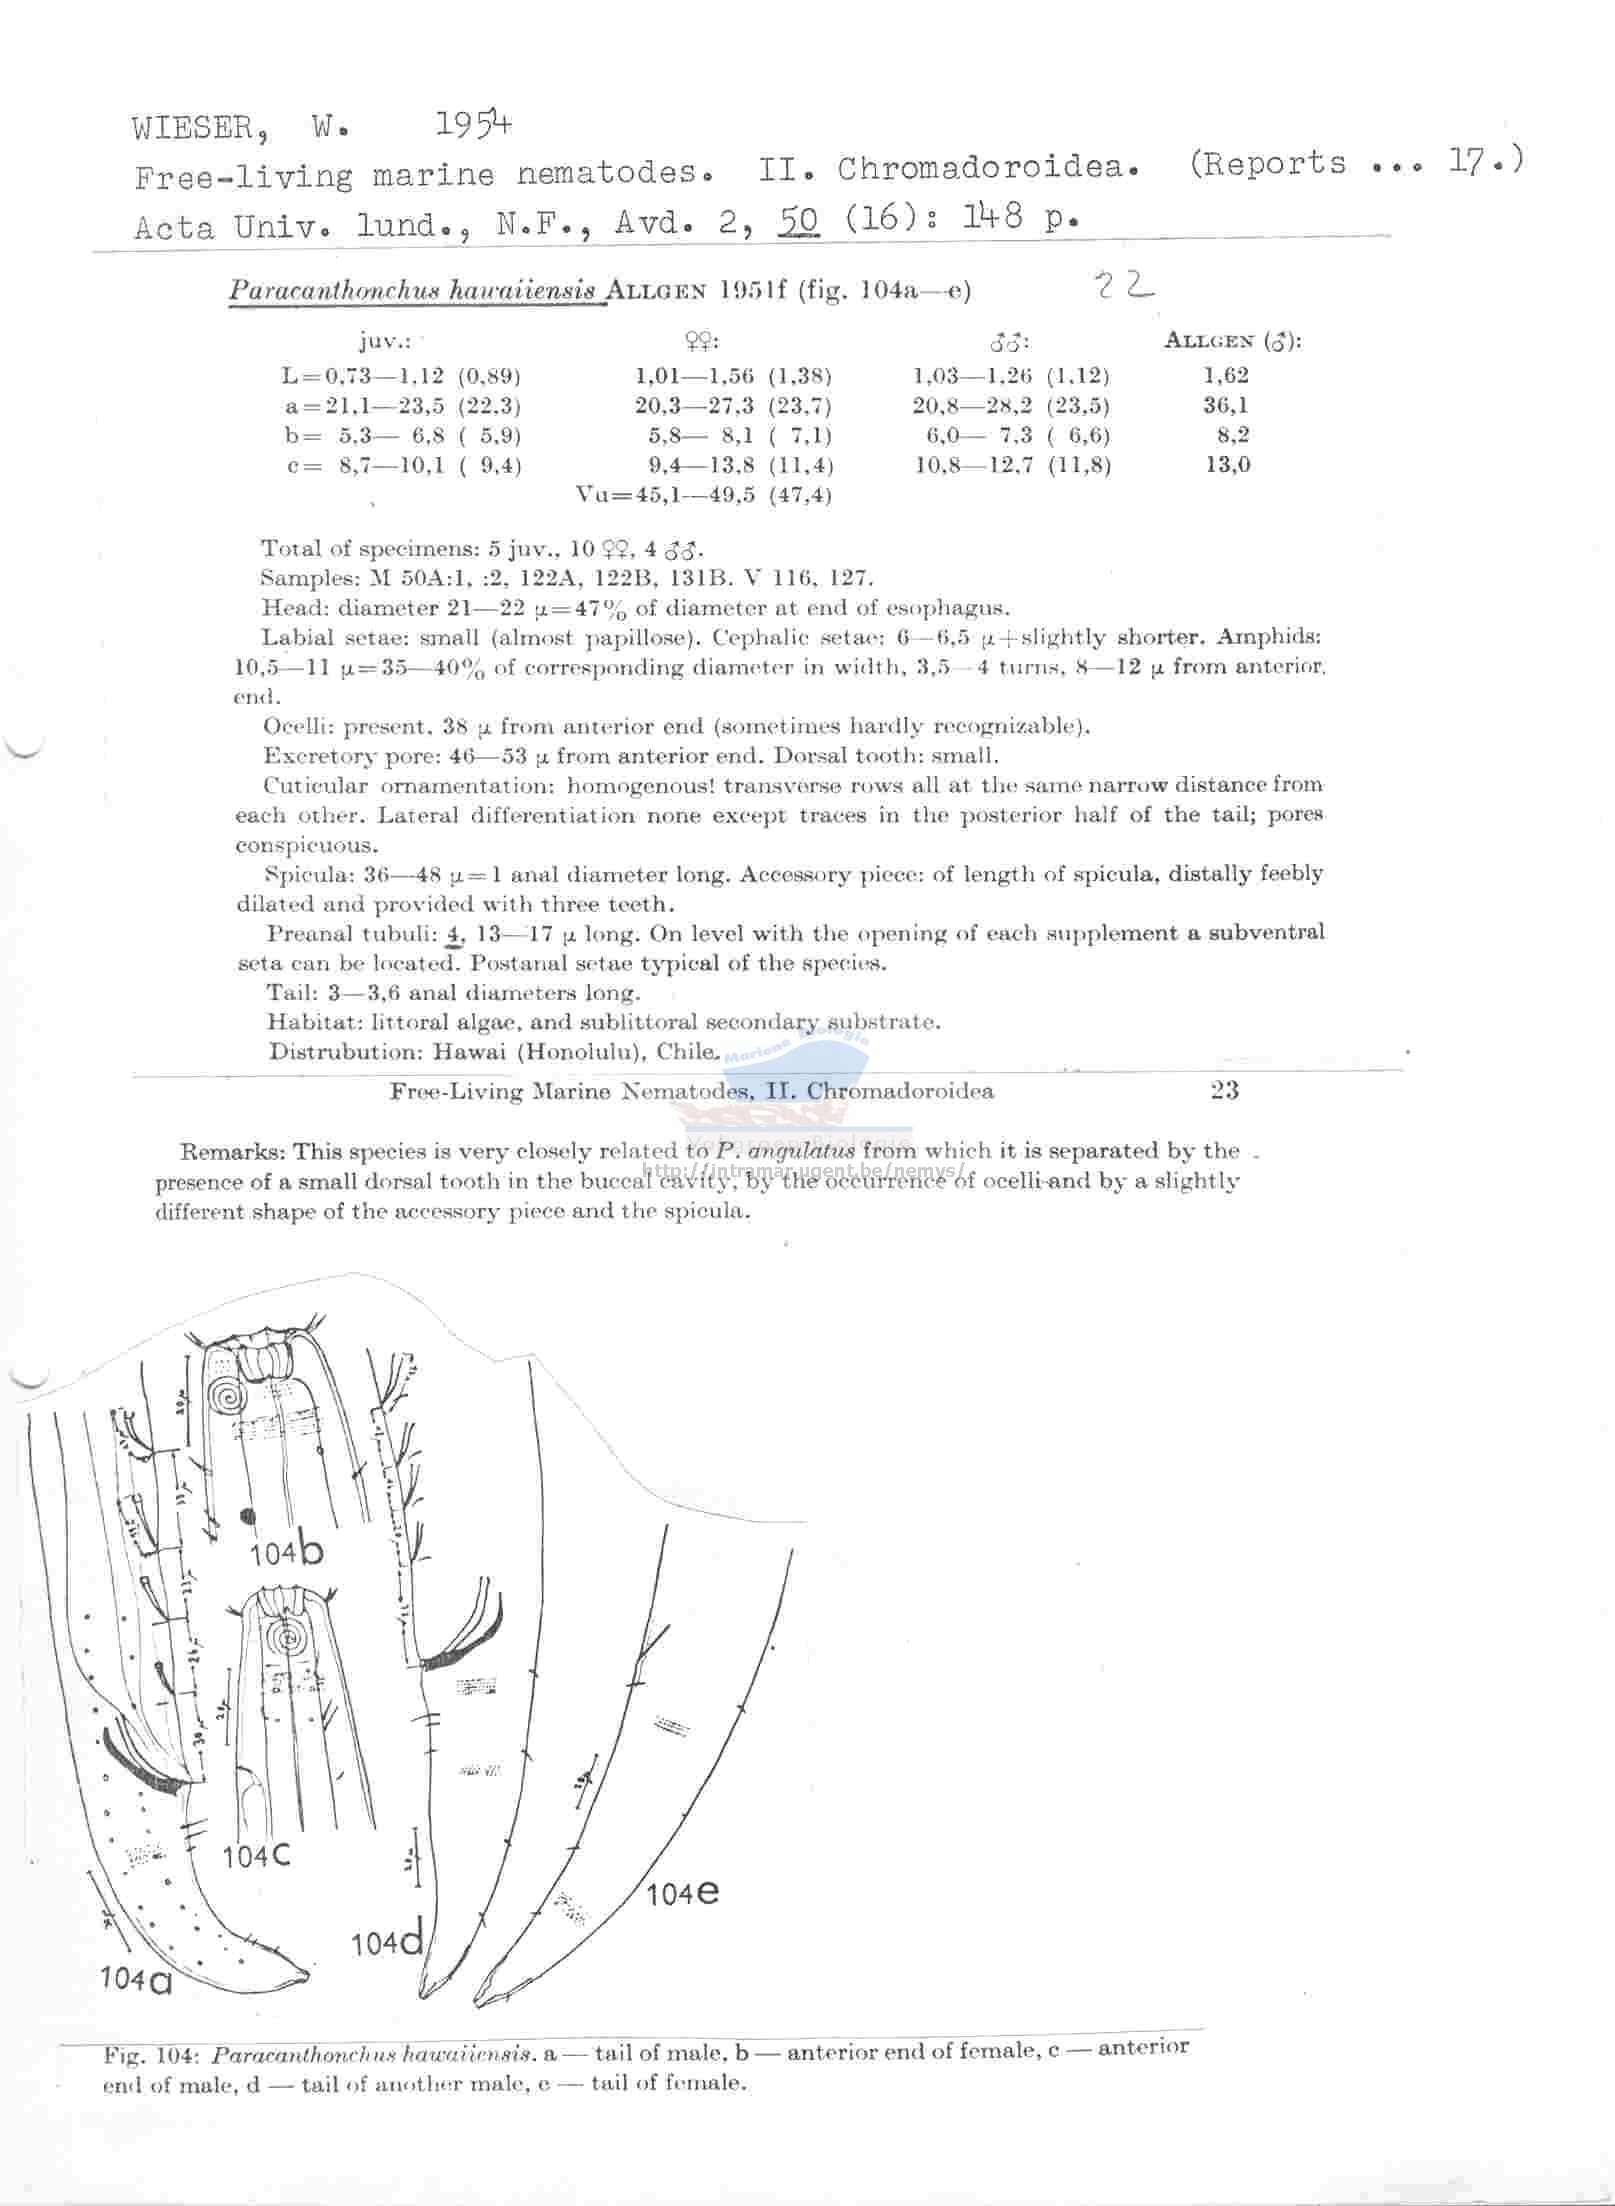 WIESER, W. 1954
Free-living marine nematodes. II. Chromadoroidea. (Reports ... 17.)
Acta Univ. lund., N.F., Avd. 2, 50 (16): 148 p.
Paracanthonchus hawaiiensis ALLGEN 1951f (fig. 104a—e) 22
juv.: ♀♀: ♂♂: ALLGEN (♂):
L=0,73—1,12 (0,89) 1,01—1,56 (1,38) 1,03—1,26 (1,12) 1,62
a=21,1—23,5 (22,3) 20,3—27,3 (23,7) 20,8—28,2 (23,5) 36,1
b= 5,3— 6,8 ( 5,9) 5,8— 8,1 ( 7,1) 6,0— 7,3 ( 6,6) 8,2
c= 8,7—10,1 ( 9,4) 9,4—13,8 (11,4) 10,8—12,7 (11,8) 13,0
Vu=45,1—49,5 (47,4)
Total of specimens: 5 juv., 10 ♀♀, 4 ♂♂.
Samples: M 50A:1, :2, 122A, 122B, 131B. V 116, 127.
Head: diameter 21—22 μ=47% of diameter at end of esophagus.
Labial setae: small (almost papillose). Cephalic setae: 6—6,5 μ+slightly shorter. Amphids:
10,5—11 μ=35—40% of corresponding diameter in width, 3,5—4 turns, 8—12 μ from anterior.
end.
Ocelli: present, 38 μ from anterior end (sometimes hardly recognizable).
Excretory pore: 46—53 μ from anterior end. Dorsal tooth: small.
Cuticular ornamentation: homogenous! transverse rows all at the same narrow distance from
each other. Lateral differentiation none except traces in the posterior half of the tail; pores
conspicuous.
Spicula: 36—48 μ=1 anal diameter long. Accessory piece: of length of spicula, distally feebly
dilated and provided with three teeth.
Preanal tubuli: 4, 13—17 μ long. On level with the opening of each supplement a subventral
seta can be located. Postanal setae typical of the species.
Tail: 3—3,6 anal diameters long.
Habitat: littoral algae, and sublittoral secondary substrate.
Distrubution: Hawai (Honolulu), Chile.
Mariene Biologie
Free-Living Marine Nematodes, II. Chromadoroidea 23
Vakgroep Biologie
http://intramar.ugent.be/nemys/
Remarks: This species is very closely related to P. angulatus from which it is separated by the
presence of a small dorsal tooth in the buccal cavity, by the occurrence of ocelli and by a slightly
different shape of the accessory piece and the spicula.
104b
104c
104e
104d
104a
Fig. 104: Paracanthonchus hawaiiensis. a — tail of male, b — anterior end of female, c — anterior
end of male, d — tail of another male, e — tail of female.